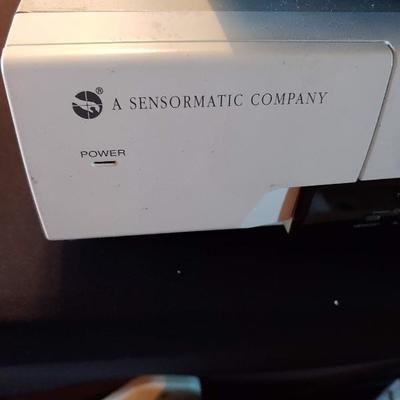 ® A SENSORMATIC COMPANY
POWER